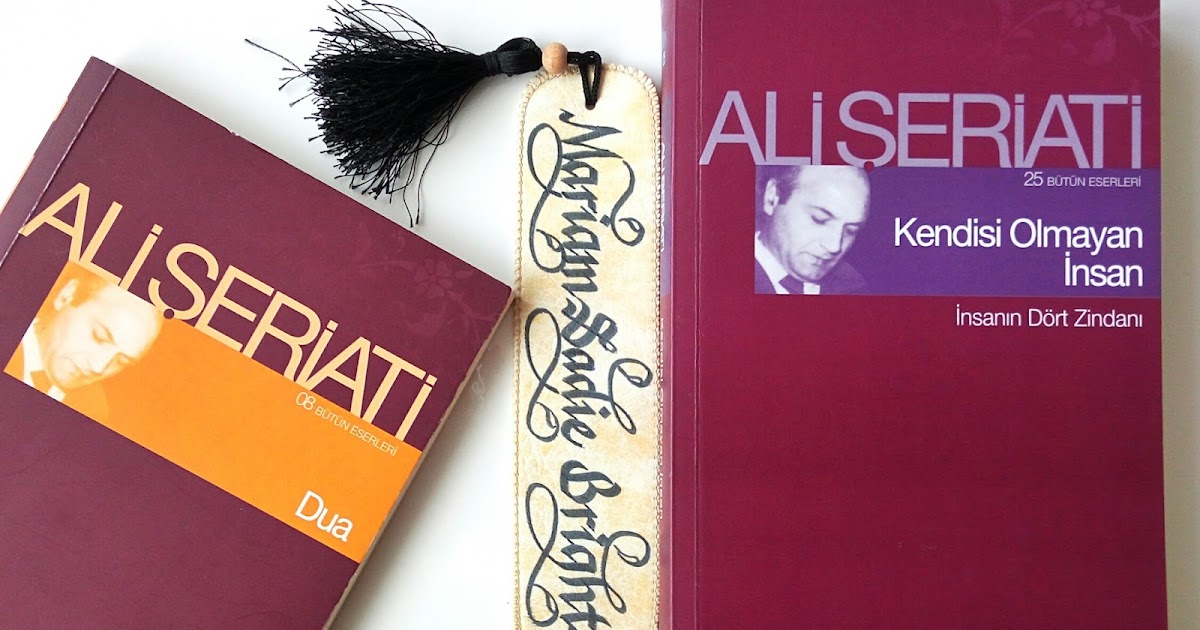 ALİ ŞERİATİ
08 BÜTÜN ESERLERİ
Dua
Mariam Sadie Bright
ALİ ŞERİATİ
25 BÜTÜN ESERLERİ
Kendisi Olmayan
İnsan
İnsanın Dört Zindanı